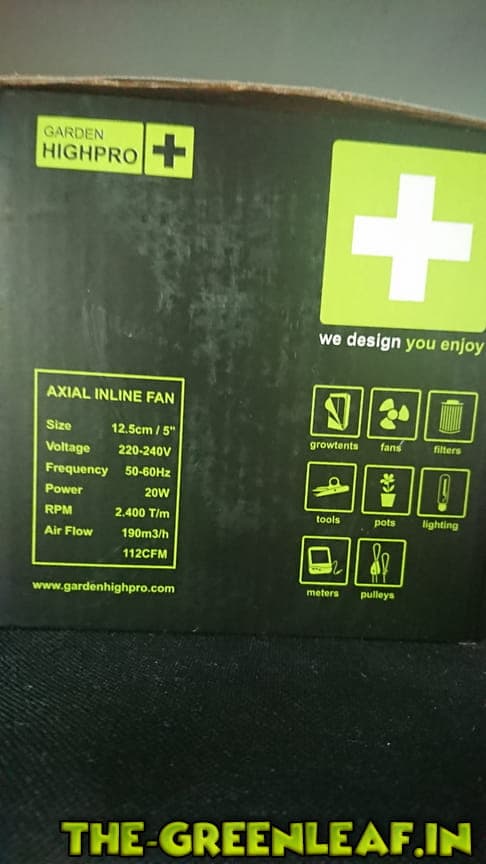 GARDEN
HIGHPRO
we design you enjoy
AXIAL INLINE FAN
Size 12.5cm / 5"
Voltage 220-240V
Frequency 50-60Hz
Power 20W
RPM 2.400 T/m
Air Flow 190m3/h
112CFM
www.gardenhighpro.com
growtents fans filters
tools pots lighting
meters pulleys
THE-GREENLEAF.IN